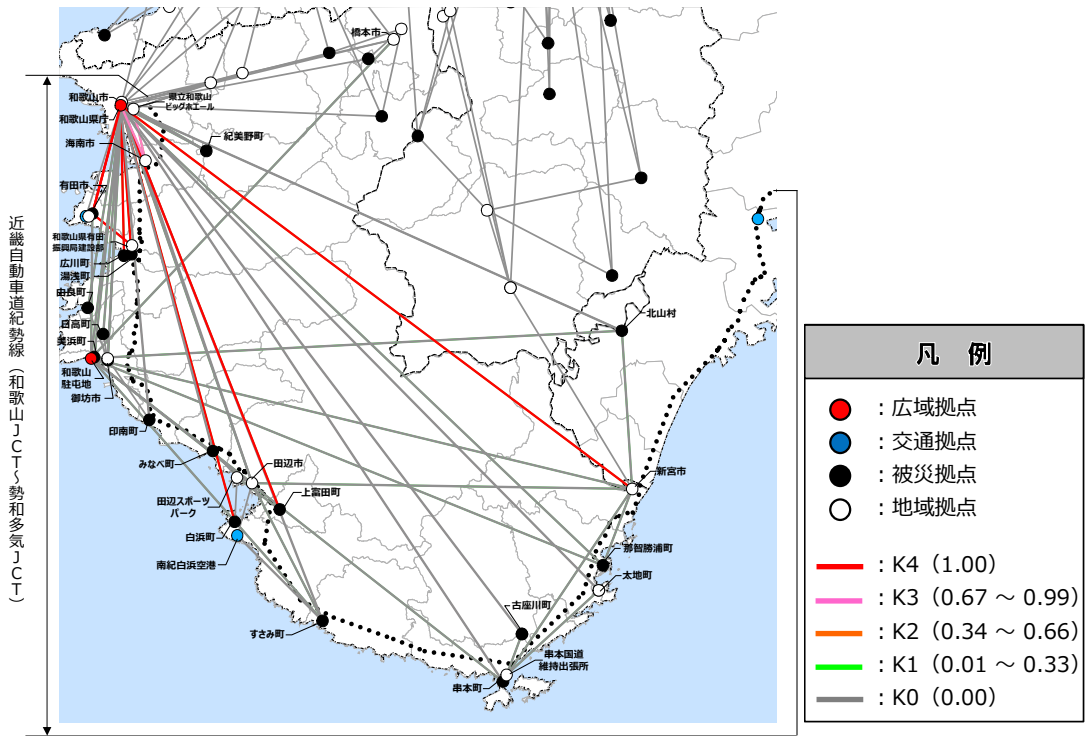 橋本市
和歌山市
県立和歌山
ビッグホエール
和歌山県庁
紀美野町
海南市
有田市
和歌山県有田
振興局建設部
広川町
湯浅町
由良町
日高町
美浜町
和歌山
駐屯地
御坊市
印南町
みなべ町
田辺市
田辺スポーツ
パーク
上富田町
白浜町
南紀白浜空港
すさみ町
北山村
新宮市
那智勝浦町
太地町
古座川町
串本国道
維持出張所
串本町
近畿自動車道紀勢線（和歌山ＪＣＴ～勢和多気ＪＣＴ）
凡　例
：広域拠点
：交通拠点
：被災拠点
：地域拠点
：K4（1.00）
：K3（0.67 ～ 0.99）
：K2（0.34 ～ 0.66）
：K1（0.01 ～ 0.33）
：K0（0.00）